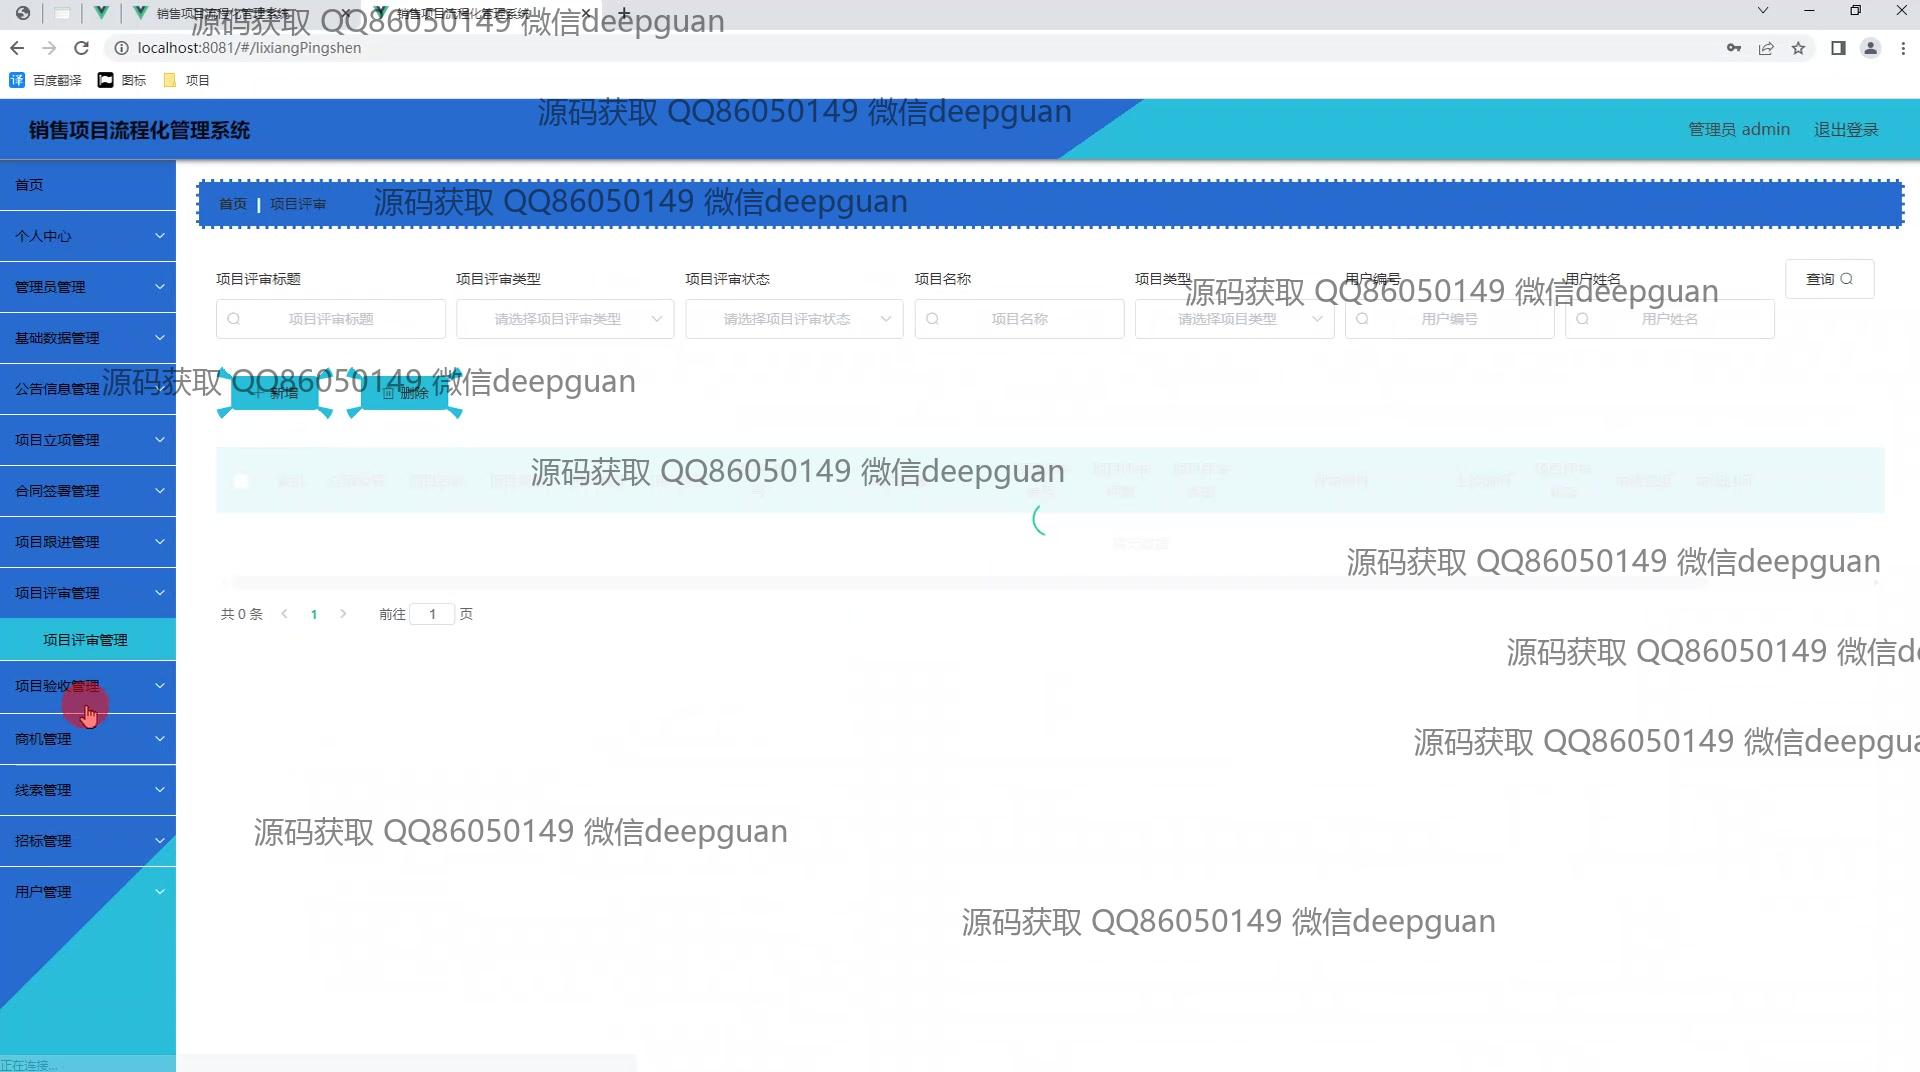 销售项目流程化管理系统
销售项目流程化管理系统
源码获取 QQ86050149 微信deepguan
localhost:8081/#/lixiangPingshen
百度翻译
图标
项目
源码获取 QQ86050149 微信deepguan
销售项目流程化管理系统
管理员 admin
退出登录
首页
首页
项目评审
源码获取 QQ86050149 微信deepguan
个人中心
管理员管理
基础数据管理
公告信息管理
项目立项管理
合同签署管理
项目跟进管理
项目评审管理
项目评审管理
项目验收管理
商机管理
线索管理
招标管理
用户管理
项目评审标题
项目评审类型
项目评审状态
项目名称
项目类型
用户编号
用户姓名
查询
源码获取 QQ86050149 微信deepguan
项目评审标题
请选择项目评审类型
请选择项目评审状态
项目名称
请选择项目类型
用户编号
用户姓名
源码获取 QQ86050149 微信deepguan
新增
删除
源码获取 QQ86050149 微信deepguan
暂无数据
源码获取 QQ86050149 微信deepguan
共 0 条
1
前往 1 页
源码获取 QQ86050149 微信de
源码获取 QQ86050149 微信deepgua
源码获取 QQ86050149 微信deepguan
源码获取 QQ86050149 微信deepguan
正在连接...